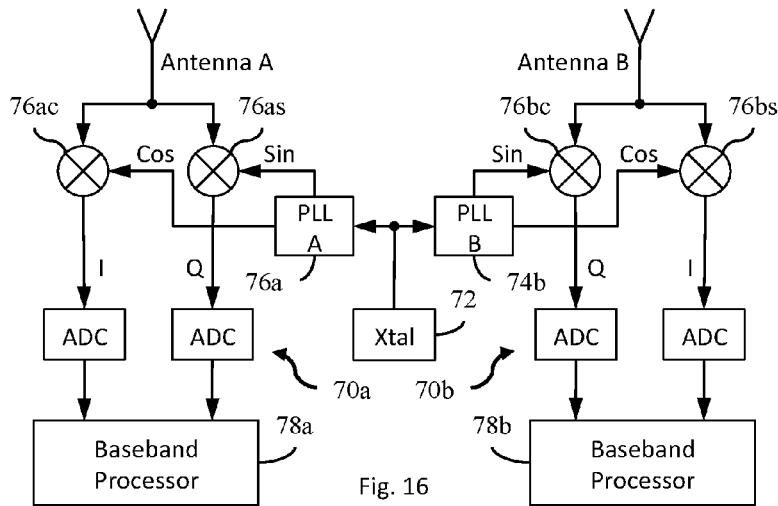 Antenna A
Antenna B
76ac
76as
76bc
76bs
Cos
Sin
Sin
Cos
PLL
A
PLL
B
I
Q
76a
72
74b
Q
I
ADC
ADC
Xtal
ADC
ADC
70a
70b
78a
78b
Baseband
Processor
Baseband
Processor
Fig. 16